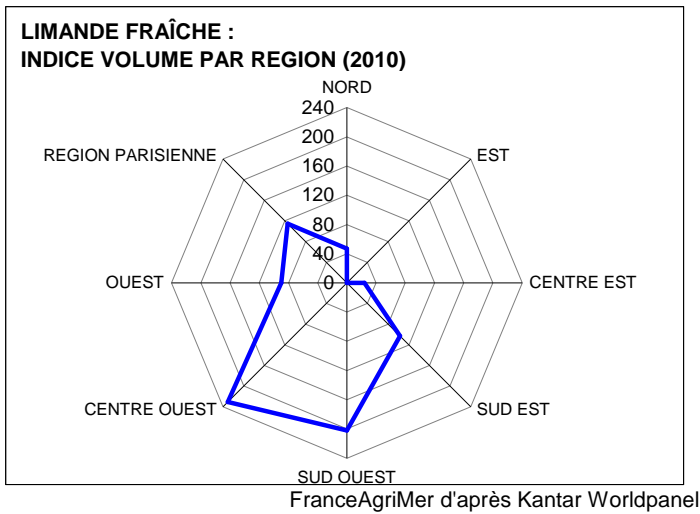 LIMANDE FRAÎCHE :
INDICE VOLUME PAR REGION (2010)
NORD
240
200
160
120
80
40
0
REGION PARISIENNE
EST
OUEST
CENTRE EST
CENTRE OUEST
SUD EST
SUD OUEST
FranceAgriMer d'après Kantar Worldpanel